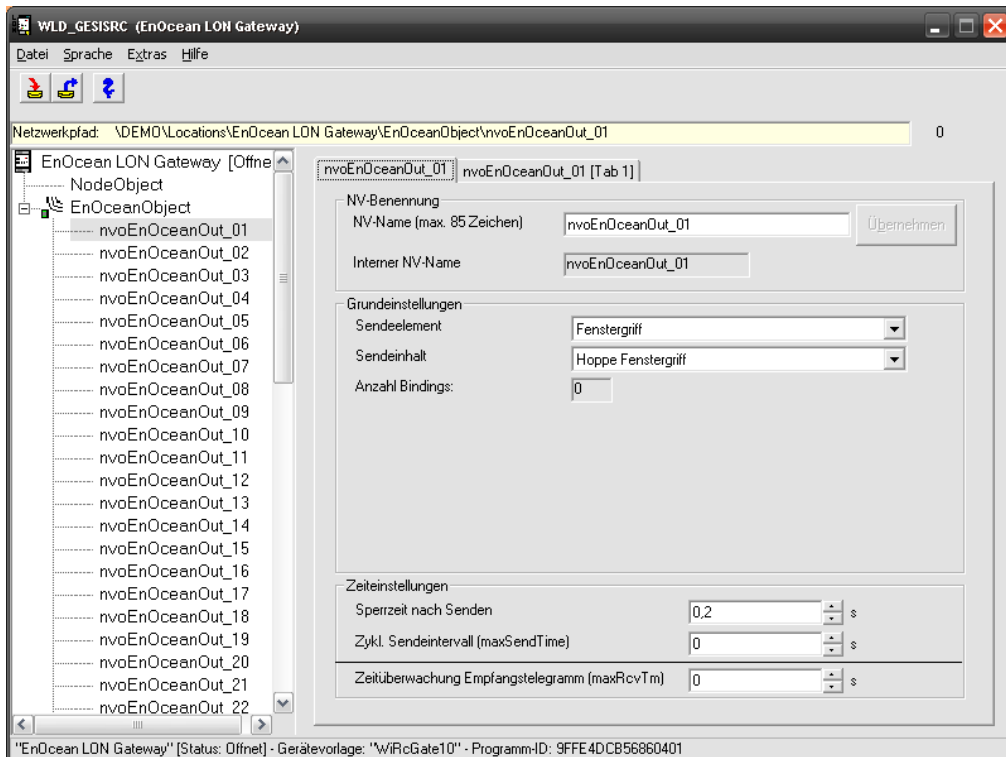 WLD_GESISRC (EnOcean LON Gateway)
Datei Sprache Extras Hilfe
Netzwerkpfad: \DEMO\Locations\EnOcean LON Gateway\EnOceanObject\nvoEnOceanOut_01 0
EnOcean LON Gateway [Offne
NodeObject
EnOceanObject
nvoEnOceanOut_01
nvoEnOceanOut_02
nvoEnOceanOut_03
nvoEnOceanOut_04
nvoEnOceanOut_05
nvoEnOceanOut_06
nvoEnOceanOut_07
nvoEnOceanOut_08
nvoEnOceanOut_09
nvoEnOceanOut_10
nvoEnOceanOut_11
nvoEnOceanOut_12
nvoEnOceanOut_13
nvoEnOceanOut_14
nvoEnOceanOut_15
nvoEnOceanOut_16
nvoEnOceanOut_17
nvoEnOceanOut_18
nvoEnOceanOut_19
nvoEnOceanOut_20
nvoEnOceanOut_21
nvoEnOceanOut_22
nvoEnOceanOut_01 nvoEnOceanOut_01 [Tab 1]
NV-Benennung
NV-Name (max. 85 Zeichen) nvoEnOceanOut_01 Übernehmen
Interner NV-Name nvoEnOceanOut_01
Grundeinstellungen
Sendeelement Fenstergriff
Sendeinhalt Hoppe Fenstergriff
Anzahl Bindings: 0
Zeiteinstellungen
Sperrzeit nach Senden 0,2 s
Zykl. Sendeintervall (maxSendTime) 0 s
Zeitüberwachung Empfangstelegramm (maxRcvTm) 0 s
"EnOcean LON Gateway" [Status: Offnet] - Gerätevorlage: "WiRcGate10" - Programm-ID: 9FFE4DCB56860401